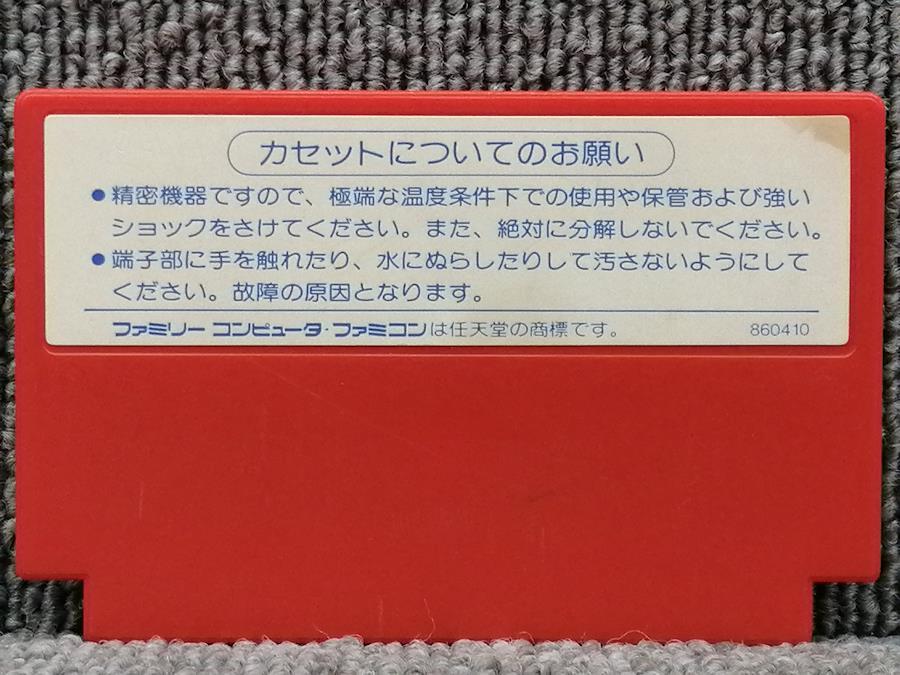 カセットについてのお願い
●精密機器ですので、極端な温度条件下での使用や保管および強い
ショックをさけてください。また、絶対に分解しないでください。
●端子部に手を触れたり、水にぬらしたりして汚さないようにして
ください。故障の原因となります。
ファミリー コンピュータ・ファミコンは任天堂の商標です。 860410